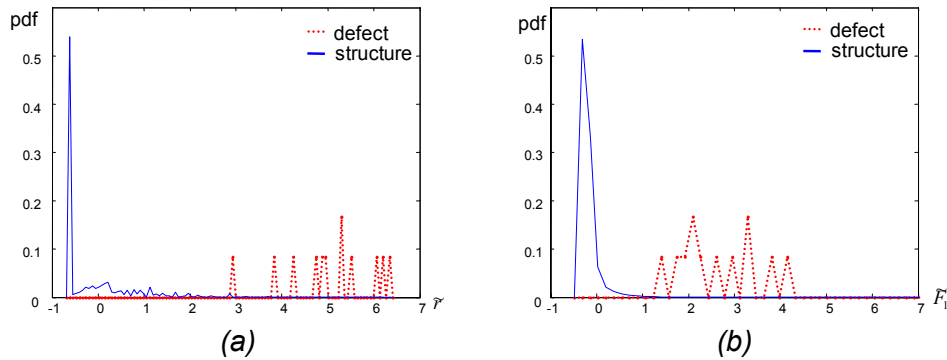 pdf
defect
structure
0.5
0.4
0.3
0.2
0.1
0
-1 0 1 2 3 4 5 6 7 r̃
(a)
pdf
defect
structure
0.5
0.4
0.3
0.2
0.1
0
-1 0 1 2 3 4 5 6 7 F̃₁
(b)